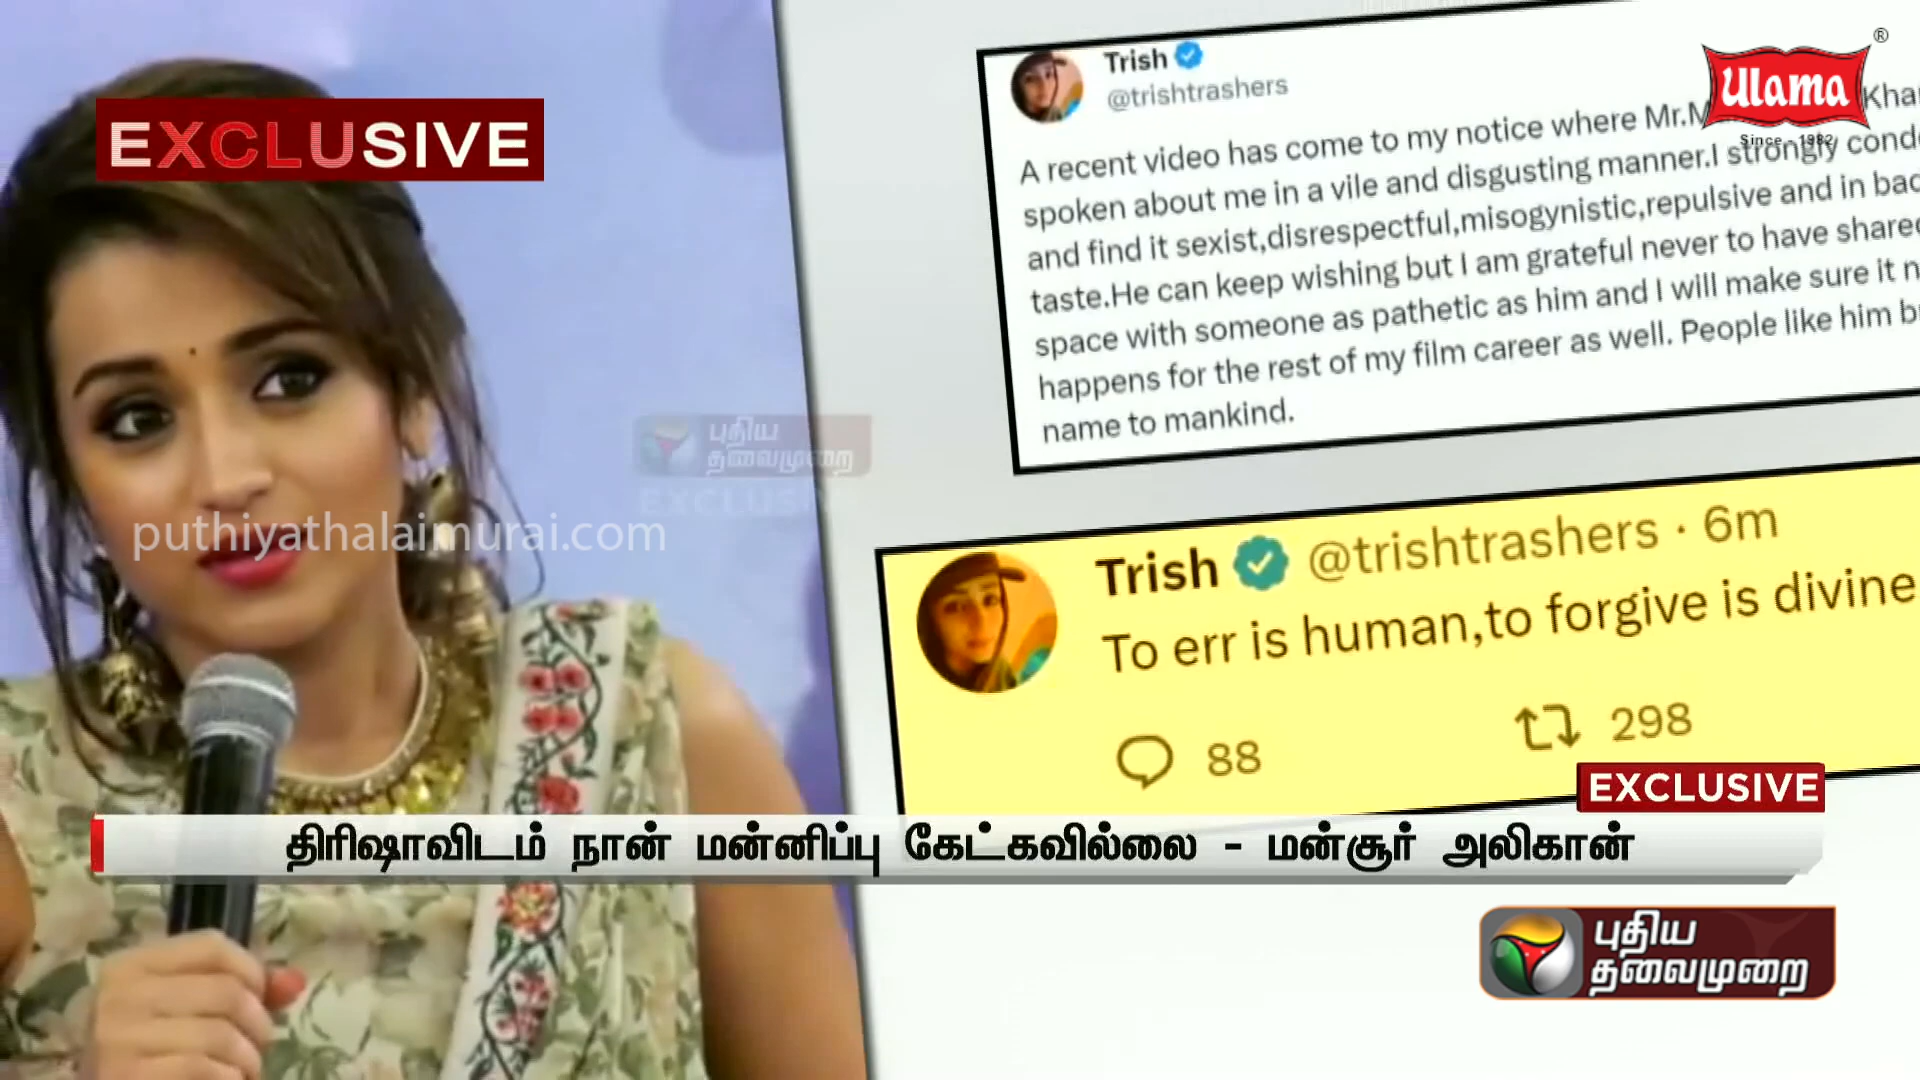 EXCLUSIVE
Trish
@trishtrashers
A recent video has come to my notice where Mr.M
spoken about me in a vile and disgusting manner.I strongly
and find it sexist,disrespectful,misogynistic,repulsive and in
taste.He can keep wishing but I am grateful never to have
space with someone as pathetic as him and I will make sure it
happens for the rest of my film career as well. People like him
name to mankind.
Ulama
®
Since - 1982
புதிய
தலைமுறை
puthiyathalaimurai.com
Trish @trishtrashers · 6m
To err is human,to forgive is divine
88 298
EXCLUSIVE
திரிஷாவிடம் நான் மன்னிப்பு கேட்கவில்லை - மன்சூர் அலிகான்
புதிய
தலைமுறை